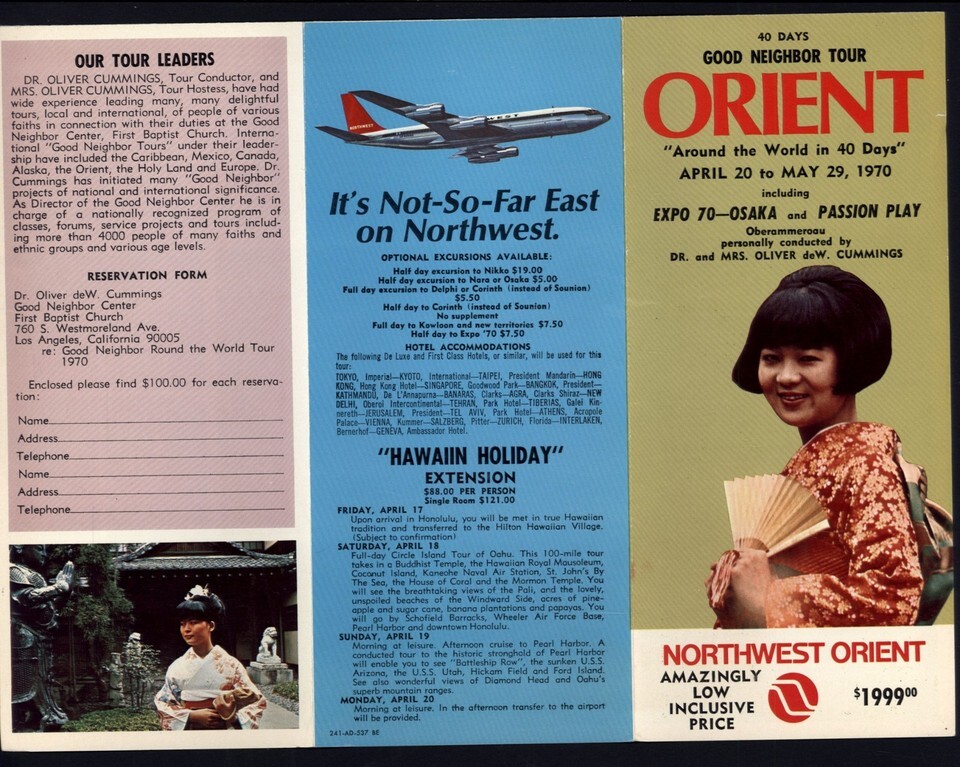 OUR TOUR LEADERS
DR. OLIVER CUMMINGS, Tour Conductor, and
MRS. OLIVER CUMMINGS, Tour Hostess, have had
wide experience leading many, many delightful
tours, local and international, of people of various
faiths in connection with their duties at the Good
Neighbor Center, First Baptist Church. Interna-
tional "Good Neighbor Tours" under their leader-
ship have included the Caribbean, Mexico, Canada,
Alaska, the Orient, the Holy Land and Europe. Dr.
Cummings has initiated many "Good Neighbor"
projects of national and international significance.
As Director of the Good Neighbor Center he is in
charge of a nationally recognized program of
classes, forums, service projects and tours includ-
ing more than 4000 people of many faiths and
ethnic groups and various age levels.
RESERVATION FORM
Dr. Oliver deW. Cummings
Good Neighbor Center
First Baptist Church
760 S. Westmoreland Ave.
Los Angeles, California 90005
re: Good Neighbor Round the World Tour
1970
Enclosed please find $100.00 for each reserva-
tion:
Name
Address
Telephone
Name
Address
Telephone
NORTHWEST
WEST
It's Not-So-Far East
on Northwest.
OPTIONAL EXCURSIONS AVAILABLE:
Half day excursion to Nikko $19.00
Half day excursion to Nara or Osaka $5.00
Full day excursion to Delphi or Corinth (instead of Sounion)
$5.50
Half day to Corinth (instead of Sounion)
No supplement
Full day to Kowloon and new territories $7.50
Half day to Expo '70 $7.50
HOTEL ACCOMMODATIONS
The following De Luxe and First Class Hotels, or similar, will be used for this
tour:
TOKYO, Imperial—KYOTO, International—TAIPEI, President Mandarin—HONG
KONG, Hong Kong Hotel—SINGAPORE, Goodwood Park—BANGKOK, President—
KATHMANDU, De L'Annapurna—BANARAS, Clarks—AGRA, Clarks Shiraz—NEW
DELHI, Oberoi Intercontinental—TEHRAN, Park Hotel—TIBERIAS, Galei Kin-
nereth—JERUSALEM, President—TEL AVIV, Park Hotel—ATHENS, Acropole
Palace—VIENNA, Kummer—SALZBERG, Pitter—ZURICH, Florida—INTERLAKEN,
Bernerhof—GENEVA, Ambassador Hotel.
"HAWAIIN HOLIDAY"
EXTENSION
$88.00 PER PERSON
Single Room $121.00
FRIDAY, APRIL 17
Upon arrival in Honolulu, you will be met in true Hawaiian
tradition and transferred to the Hilton Hawaiian Village.
(Subject to confirmation)
SATURDAY, APRIL 18
Full-day Circle Island Tour of Oahu. This 100-mile tour
takes in a Buddhist Temple, the Hawaiian Royal Mausoleum,
Coconut Island, Kaneohe Naval Air Station, St. John's By
The Sea, the House of Coral and the Mormon Temple. You
will see the breathtaking views of the Pali, and the lovely,
unspoiled beaches of the Windward Side, acres of pine-
apple and sugar cane, banana plantations and papayas. You
will go by Schofield Barracks, Wheeler Air Force Base,
Pearl Harbor and downtown Honolulu.
SUNDAY, APRIL 19
Morning at leisure. Afternoon cruise to Pearl Harbor. A
conducted tour to the historic stronghold of Pearl Harbor
will enable you to see "Battleship Row", the sunken U.S.S.
Arizona, the U.S.S. Utah, Hickam Field and Ford Island.
See also wonderful views of Diamond Head and Oahu's
superb mountain ranges.
MONDAY, APRIL 20
Morning at leisure. In the afternoon transfer to the airport
will be provided.
241-AD-537 BE
40 DAYS
GOOD NEIGHBOR TOUR
ORIENT
"Around the World in 40 Days"
APRIL 20 to MAY 29, 1970
including
EXPO 70—OSAKA and PASSION PLAY
Oberammeroau
personally conducted by
DR. and MRS. OLIVER deW. CUMMINGS
NORTHWEST ORIENT
AMAZINGLY
LOW
INCLUSIVE
PRICE
$1999⁰⁰